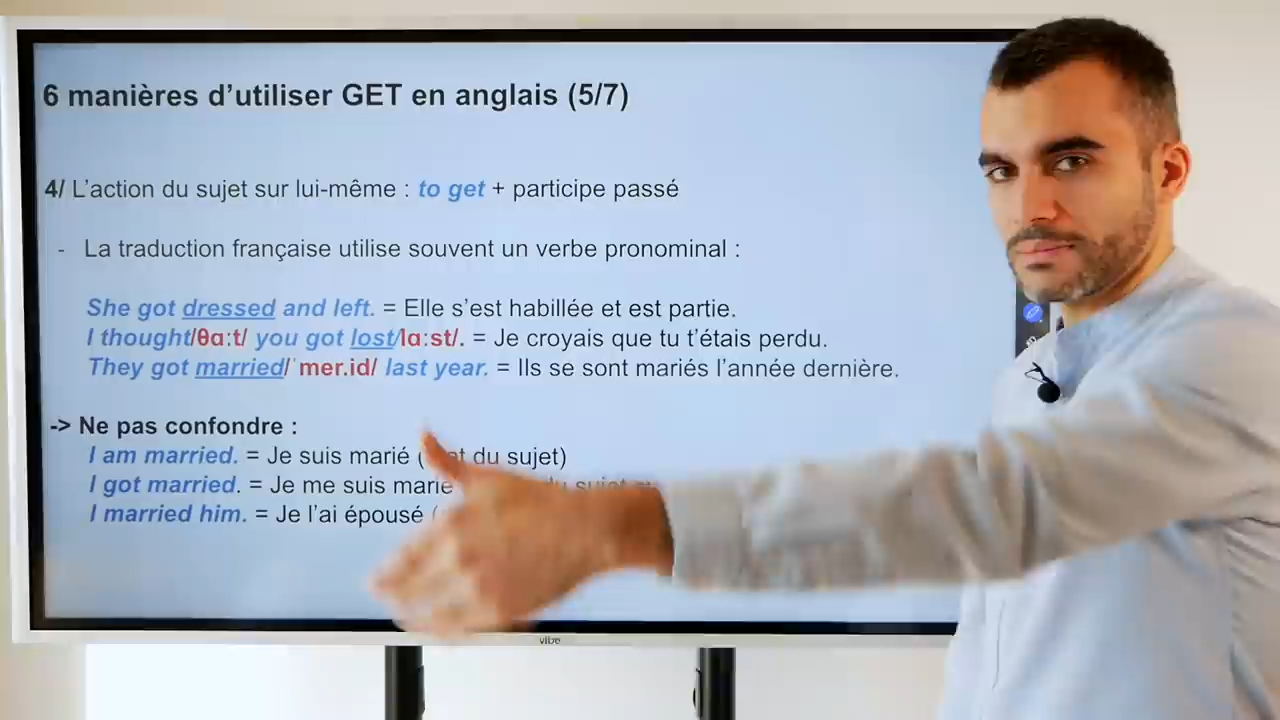 6 manières d'utiliser GET en anglais (5/7)
4/ L'action du sujet sur lui-même : to get + participe passé
- La traduction française utilise souvent un verbe pronominal :
She got dressed and left. = Elle s'est habillée et est partie.
I thought/θɑːt/ you got lost/lɑːst/. = Je croyais que tu t'étais perdu.
They got married/ˈmer.id/ last year. = Ils se sont mariés l'année dernière.
-> Ne pas confondre :
I am married. = Je suis marié ( du sujet)
I got married. = Je me suis marié du sujet
I married him. = Je l'ai épousé (
vibe